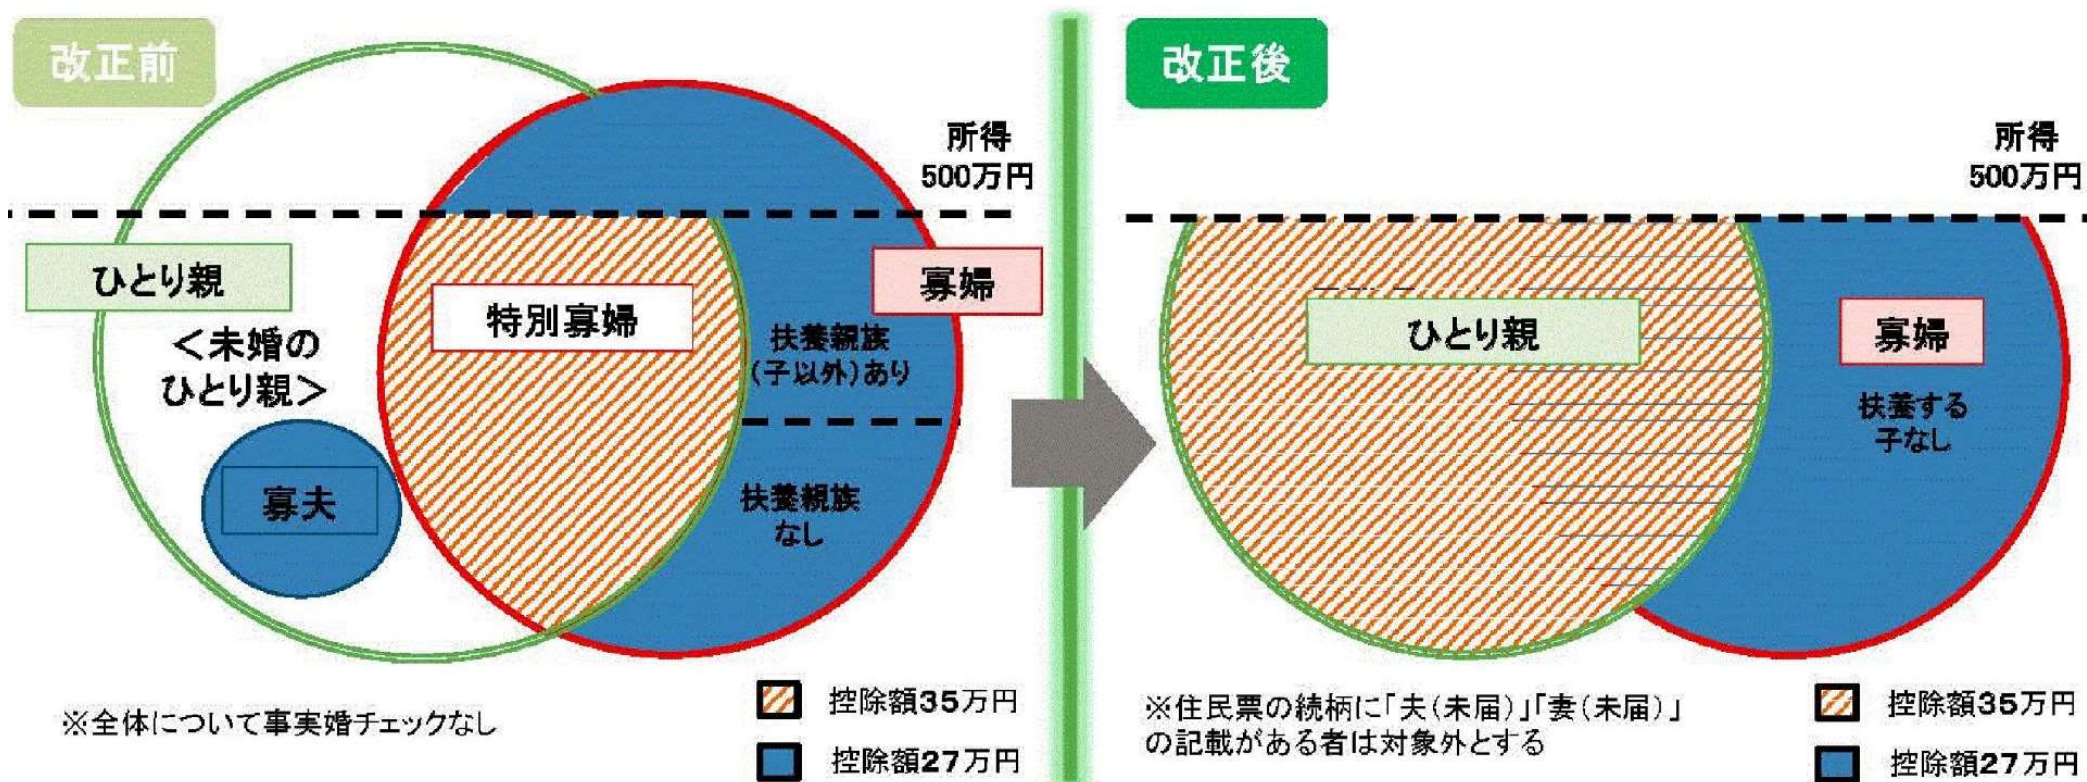 改正前
所得
500万円
ひとり親
特別寡婦
寡婦
<未婚の
ひとり親>
扶養親族
(子以外)あり
寡夫
扶養親族
なし
※全体について事実婚チェックなし
控除額35万円
控除額27万円
改正後
所得
500万円
ひとり親
寡婦
扶養する
子なし
※住民票の続柄に「夫(未届)」「妻(未届)」
の記載がある者は対象外とする
控除額35万円
控除額27万円